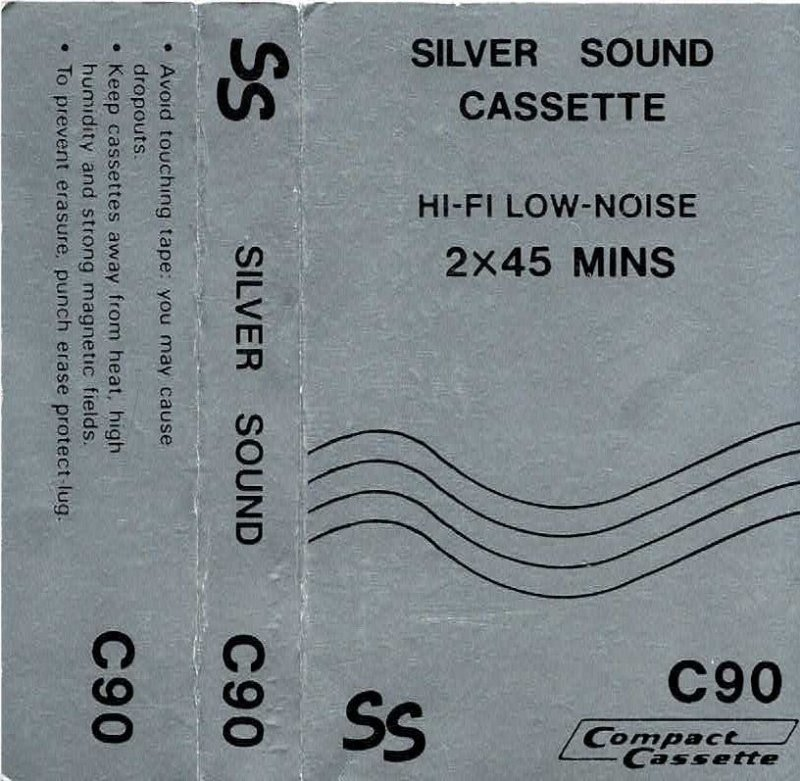 • Avoid touching tape: you may cause
dropouts.
• Keep cassettes away from heat, high
humidity and strong magnetic fields.
• To prevent erasure, punch erase protect-lug.
C90
SS
SILVER SOUND
C90
SILVER SOUND
CASSETTE
HI-FI LOW-NOISE
2×45 MINS
SS
C90
Compact
Cassette